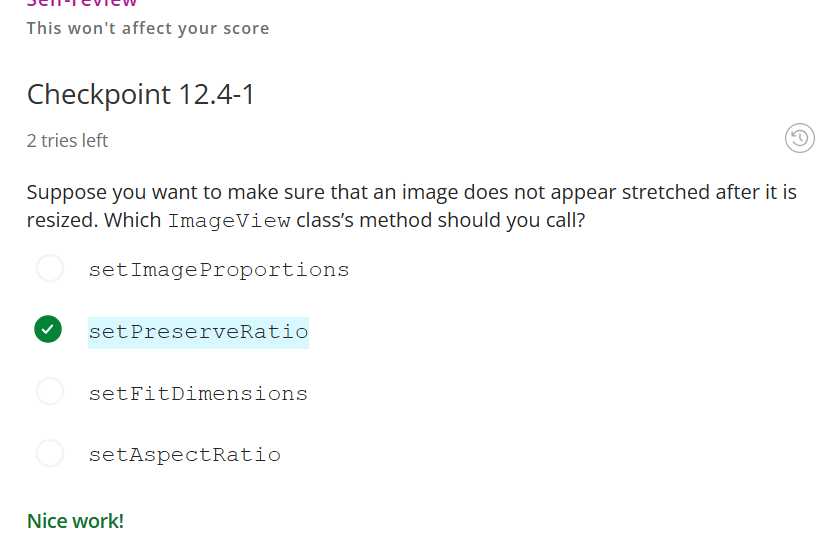 Self-review
This won't affect your score
Checkpoint 12.4-1
2 tries left
Suppose you want to make sure that an image does not appear stretched after it is
resized. Which ImageView class’s method should you call?
setImageProportions
setPreserveRatio
setFitDimensions
setAspectRatio
Nice work!